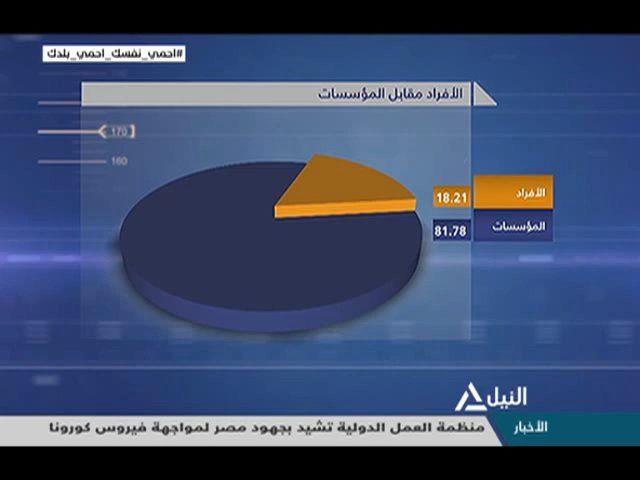 #احمي_نفسك_احمي_بلدك
الأفراد مقابل المؤسسات
170
160
الأفراد 18.21
المؤسسات 81.78
النيل
الأخبار
منظمة العمل الدولية تشيد بجهود مصر لمواجهة فيروس كورونا